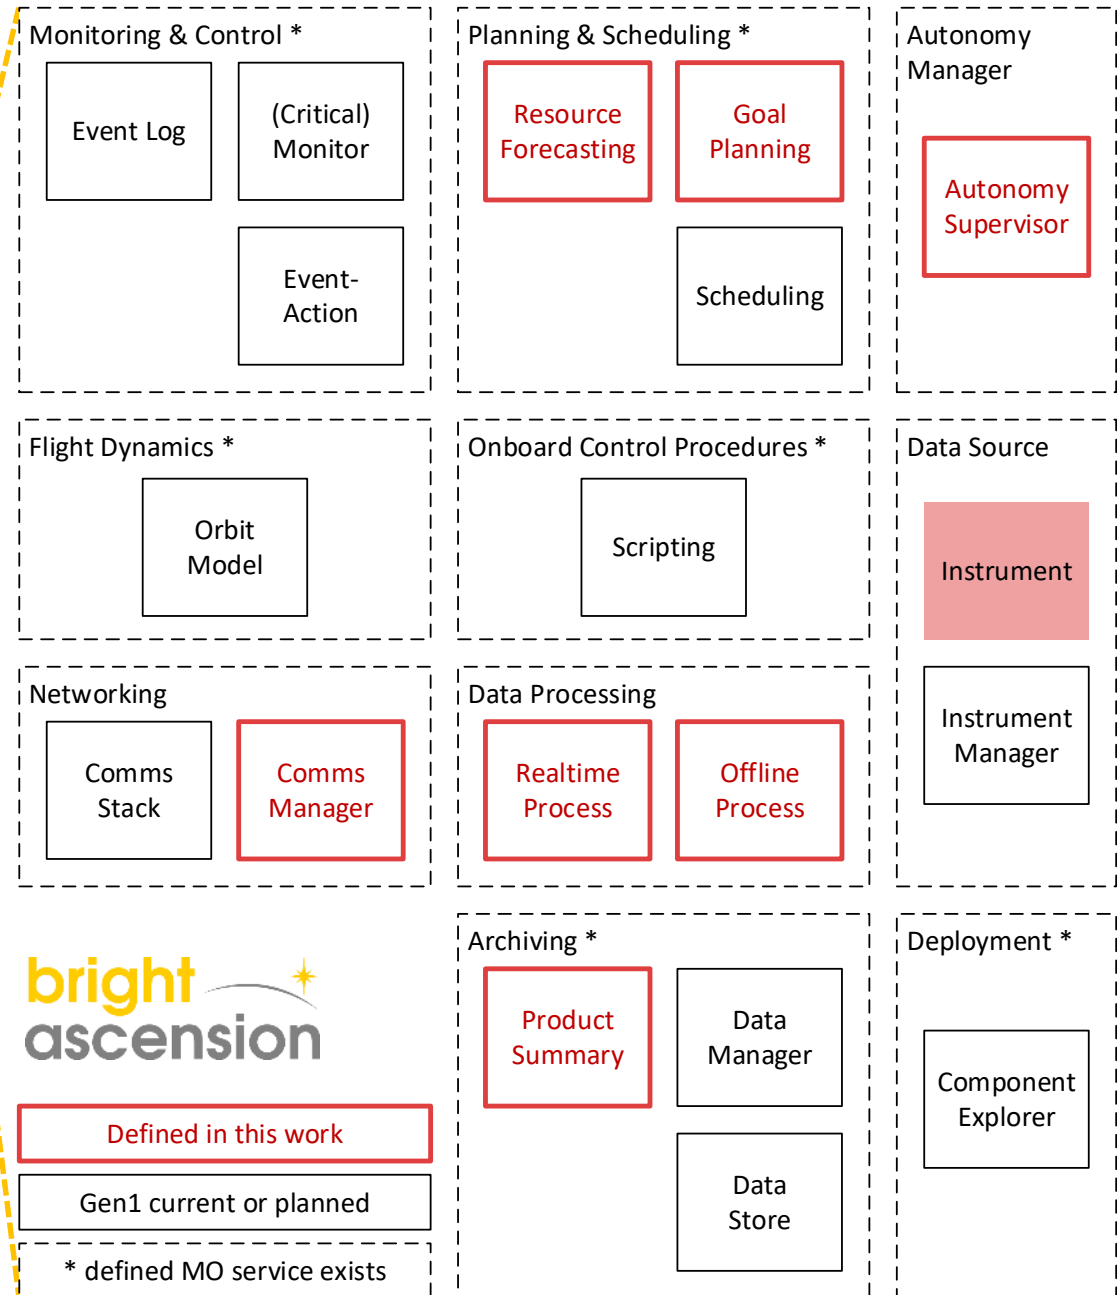 Monitoring & Control *
Event Log
(Critical)
Monitor
Event-
Action
Planning & Scheduling *
Resource
Forecasting
Goal
Planning
Scheduling
Autonomy
Manager
Autonomy
Supervisor
Flight Dynamics *
Orbit
Model
Onboard Control Procedures *
Scripting
Data Source
Instrument
Instrument
Manager
Networking
Comms
Stack
Comms
Manager
Data Processing
Realtime
Process
Offline
Process
bright
ascension
Archiving *
Product
Summary
Data
Manager
Data
Store
Deployment *
Component
Explorer
Defined in this work
Gen1 current or planned
* defined MO service exists